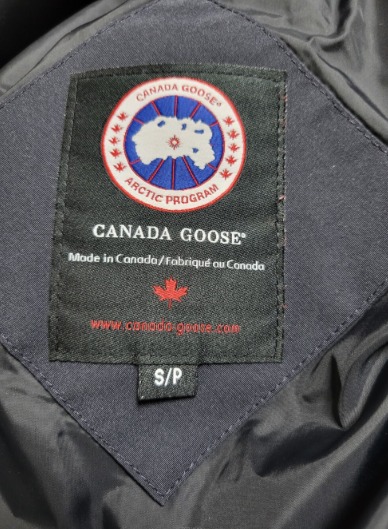 CANADA GOOSE®
ARCTIC PROGRAM
CANADA GOOSE®
Made in Canada/Fabriqué au Canada
www.canada-goose.com
S/P